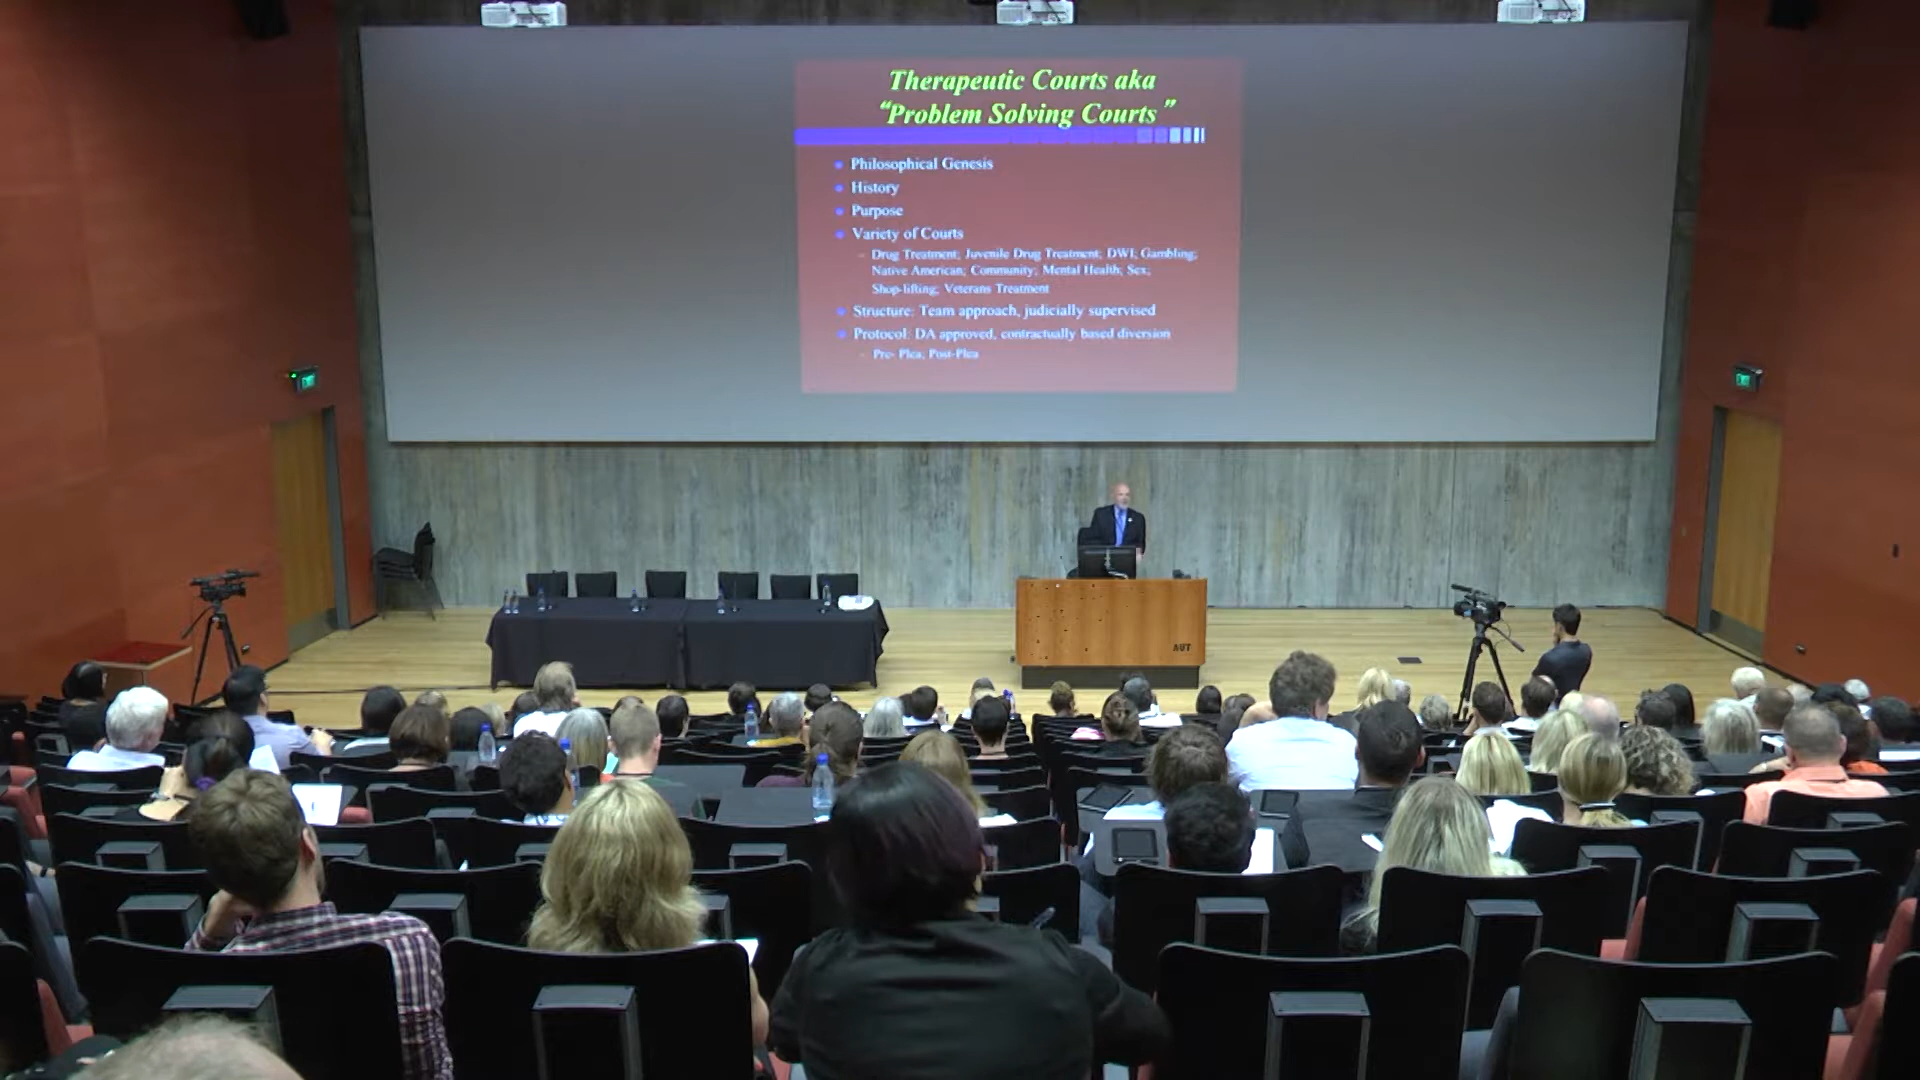 Therapeutic Courts aka
“Problem Solving Courts”
Philosophical Genesis
History
Purpose
Variety of Courts
– Drug Treatment; Juvenile Drug Treatment; DWI; Gambling;
Native American; Community; Mental Health; Sex;
Shop-lifting; Veterans Treatment
Structure: Team approach, judicially supervised
Protocol: DA approved, contractually based diversion
– Pre- Plea, Post-Plea
AUT